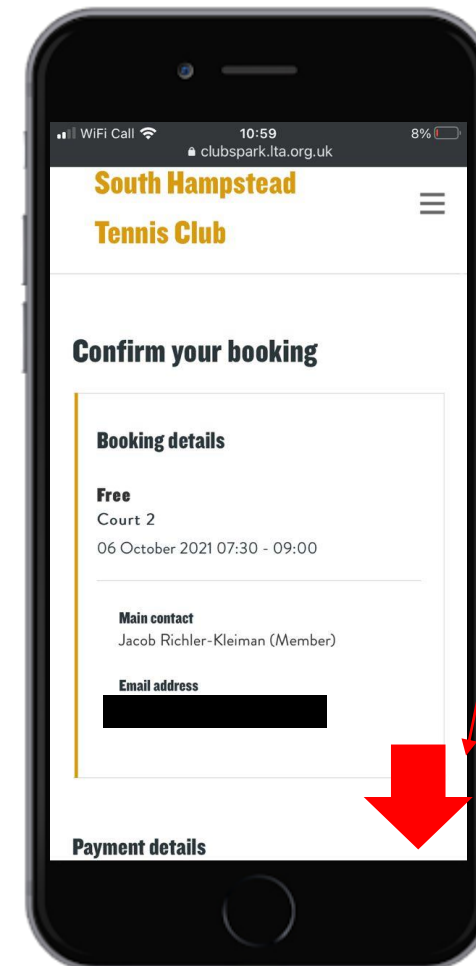 WiFi Call 10:59 8%
clubspark.lta.org.uk
South Hampstead
Tennis Club
Confirm your booking
Booking details
Free
Court 2
06 October 2021 07:30 - 09:00
Main contact
Jacob Richler-Kleiman (Member)
Email address
Payment details